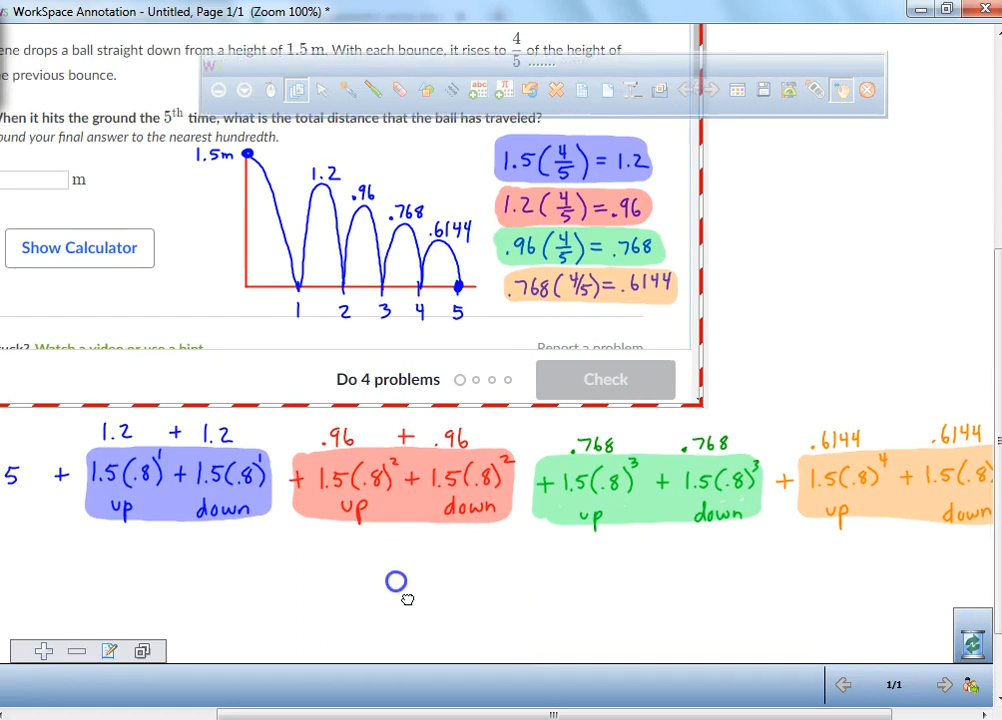 WorkSpace Annotation - Untitled, Page 1/1 (Zoom 100%) *
ene drops a ball straight down from a height of 1.5 m. With each bounce, it rises to 4/5 of the height of
e previous bounce.
When it hits the ground the 5th time, what is the total distance that the ball has traveled?
ound your final answer to the nearest hundredth.
m
Show Calculator
1.5m
1.2
.96
.768
.6144
1 2 3 4 5
1.5(4/5) = 1.2
1.2(4/5) = .96
.96(4/5) = .768
.768(4/5) = .6144
uck? Watch a video or use a hint.
Report a problem
Do 4 problems
Check
1.2 + 1.2 .96 + .96 .768 .768 .6144 .6144
5 + 1.5(.8)^1 + 1.5(.8)^1 + 1.5(.8)^2 + 1.5(.8)^2 + 1.5(.8)^3 + 1.5(.8)^3 + 1.5(.8)^4 + 1.5(.8)
up down up down up down up down
1/1